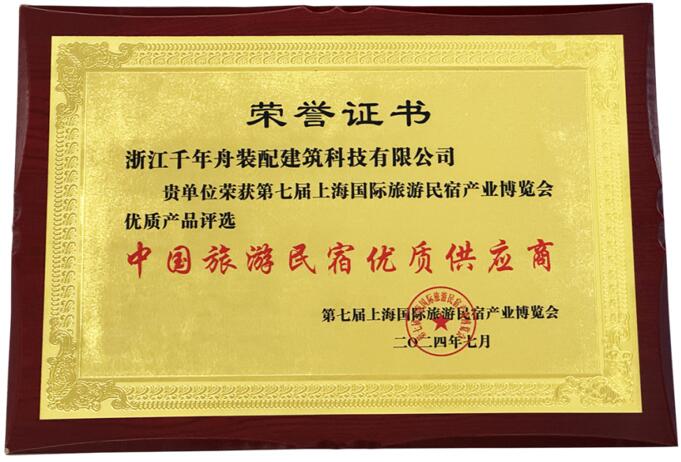 荣誉证书
浙江千年舟装配建筑科技有限公司
贵单位荣获第七届上海国际旅游民宿产业博览会
优质产品评选
中国旅游民宿优质供应商
第七届上海国际旅游民宿产业博览会
二〇二四年七月